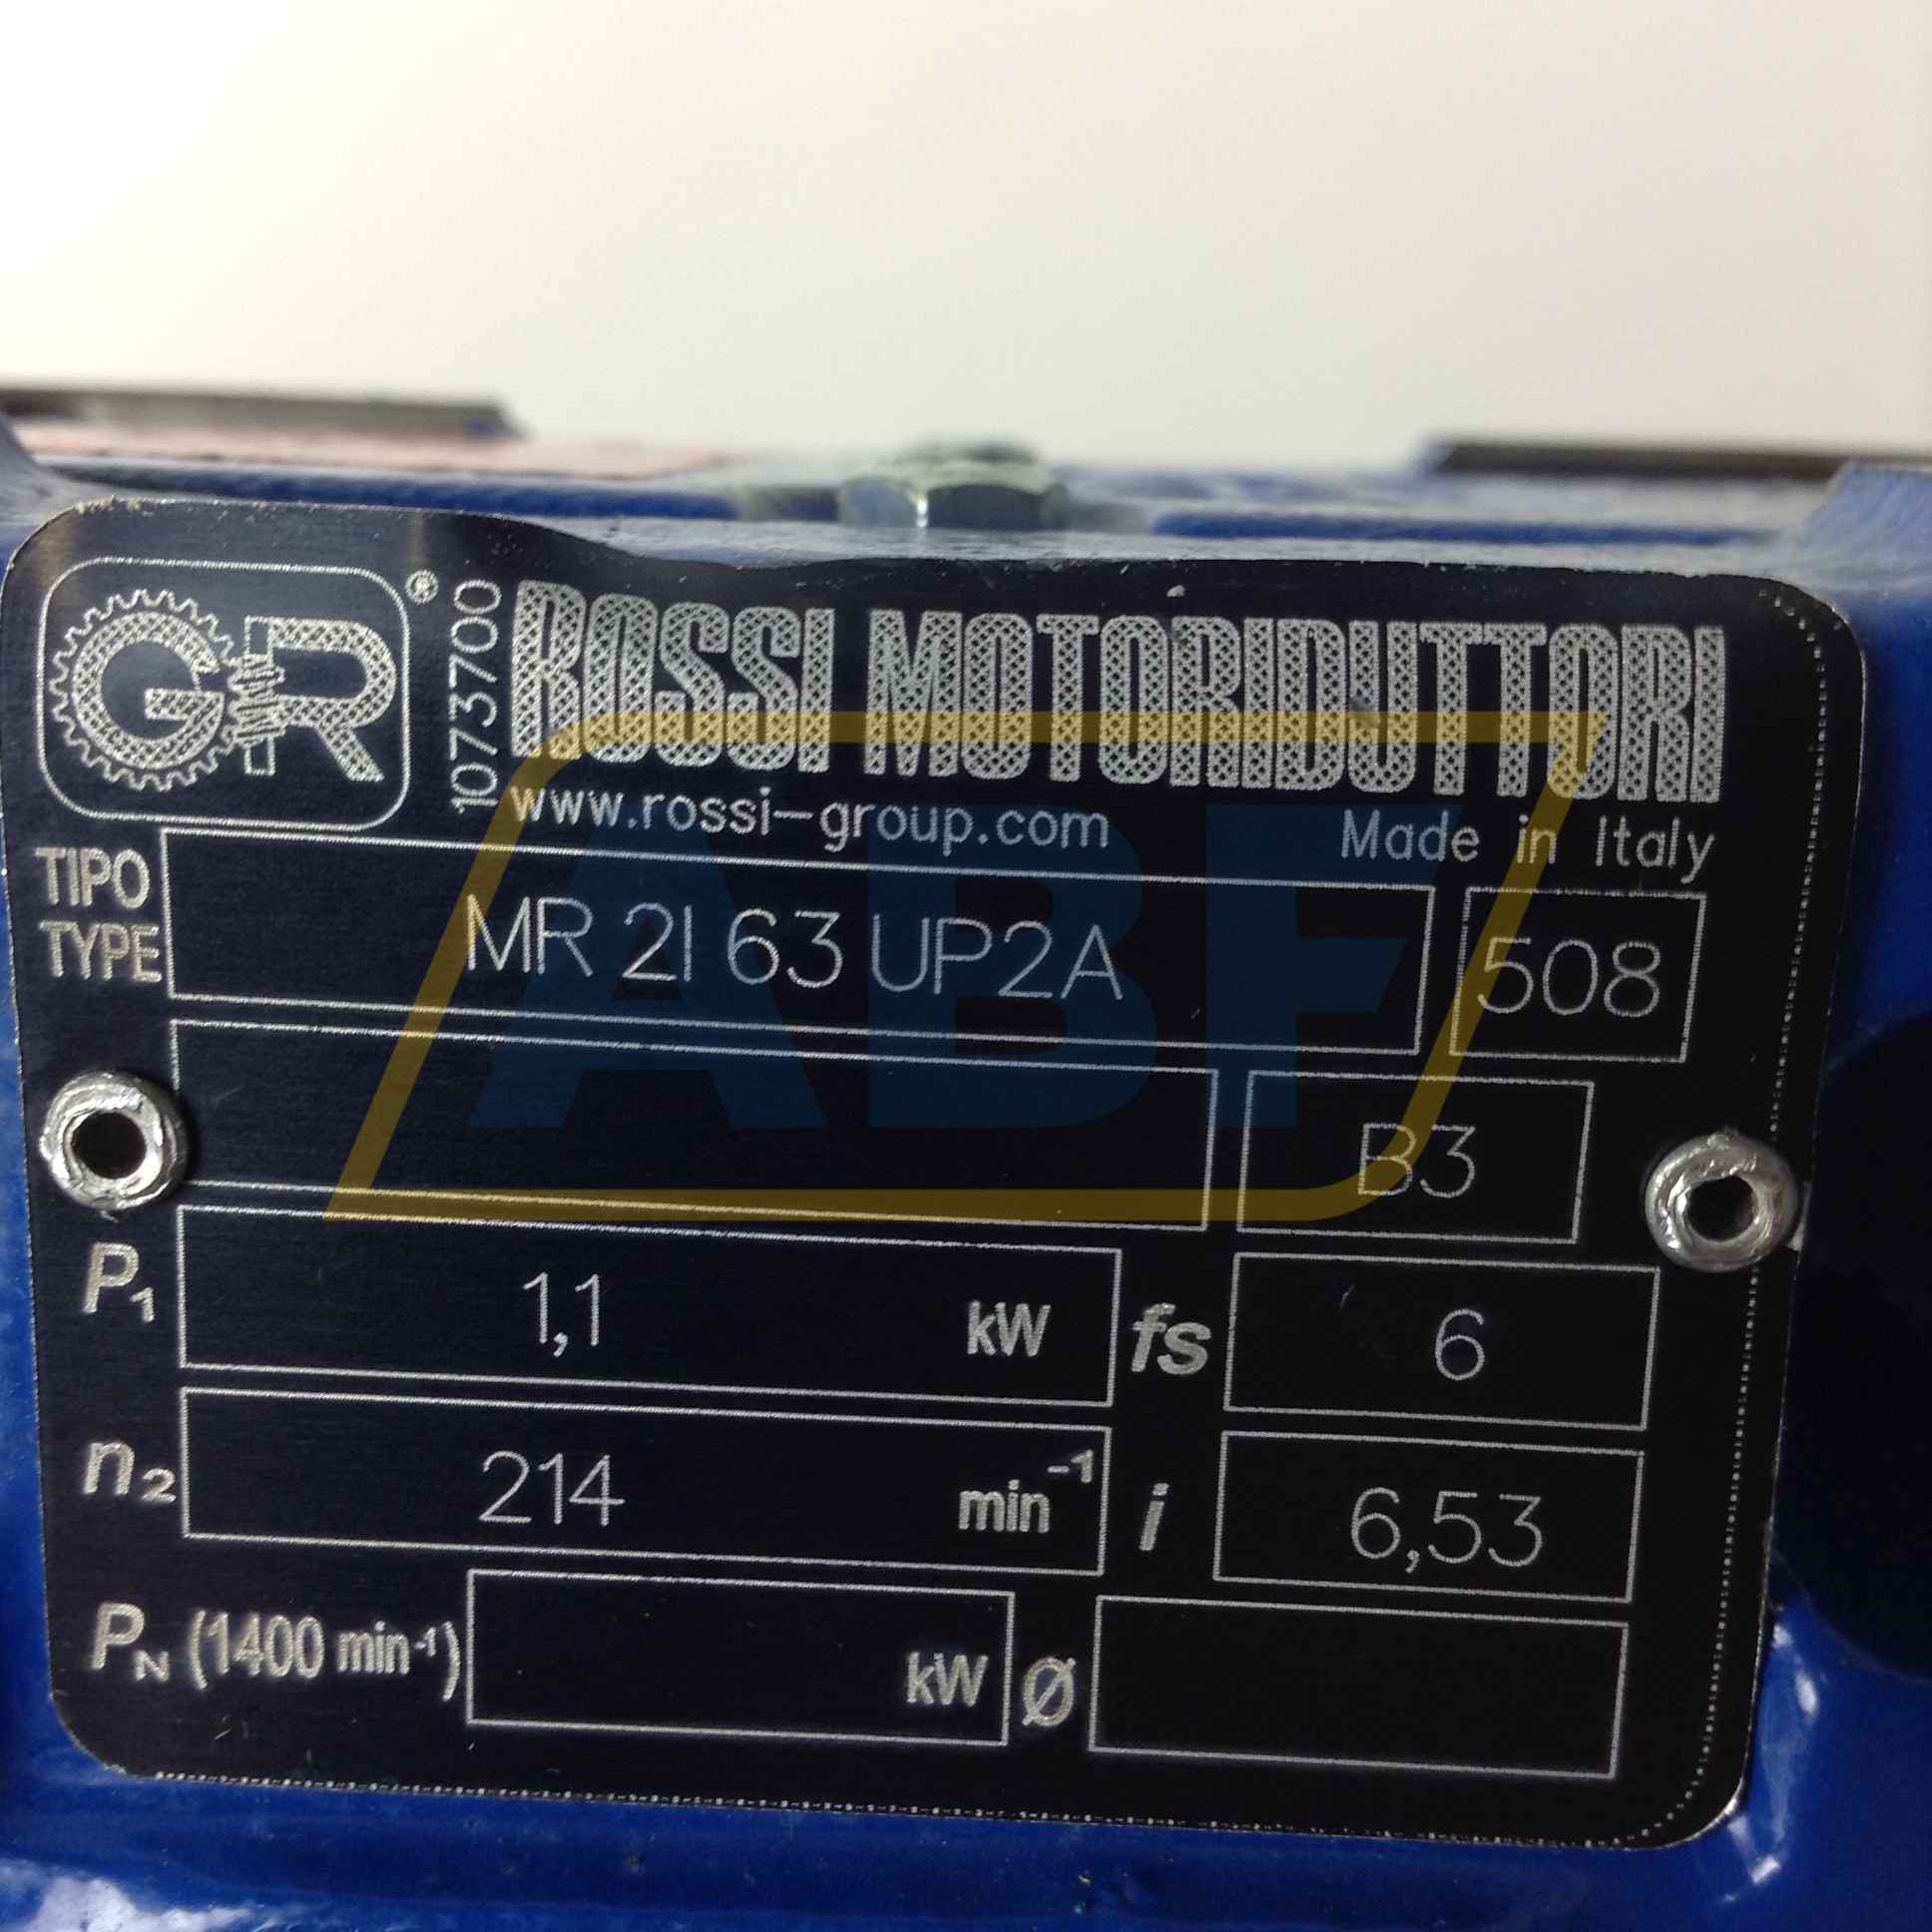 GR® 1073700 ROSSI MOTORIDUTTORI
www.rossi-group.com Made in Italy
TIPO
TYPE MR 2I 63 UP2A 508
B3
P₁ 1,1 kW fs 6
n₂ 214 min⁻¹ i 6,53
P_N (1400 min⁻¹) kW Ø
ABF